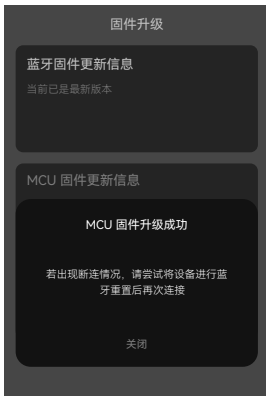 固件升级
蓝牙固件更新信息
当前已是最新版本
MCU 固件更新信息
MCU 固件升级成功
若出现断连情况，请尝试将设备进行蓝
牙重置后再次连接
关闭